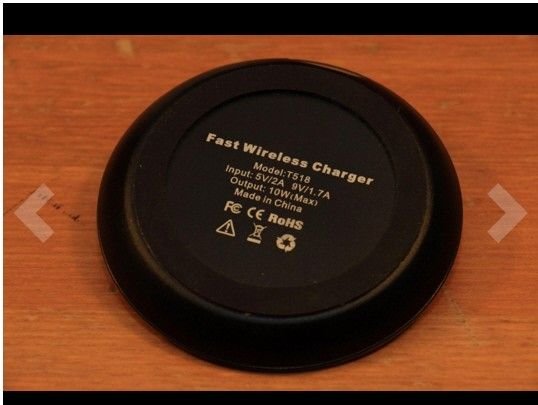 Fast Wireless Charger
Model:T518
Input: 5V/2A 9V/1.7A
Output: 10W(Max)
Made in China
FC CE RoHS